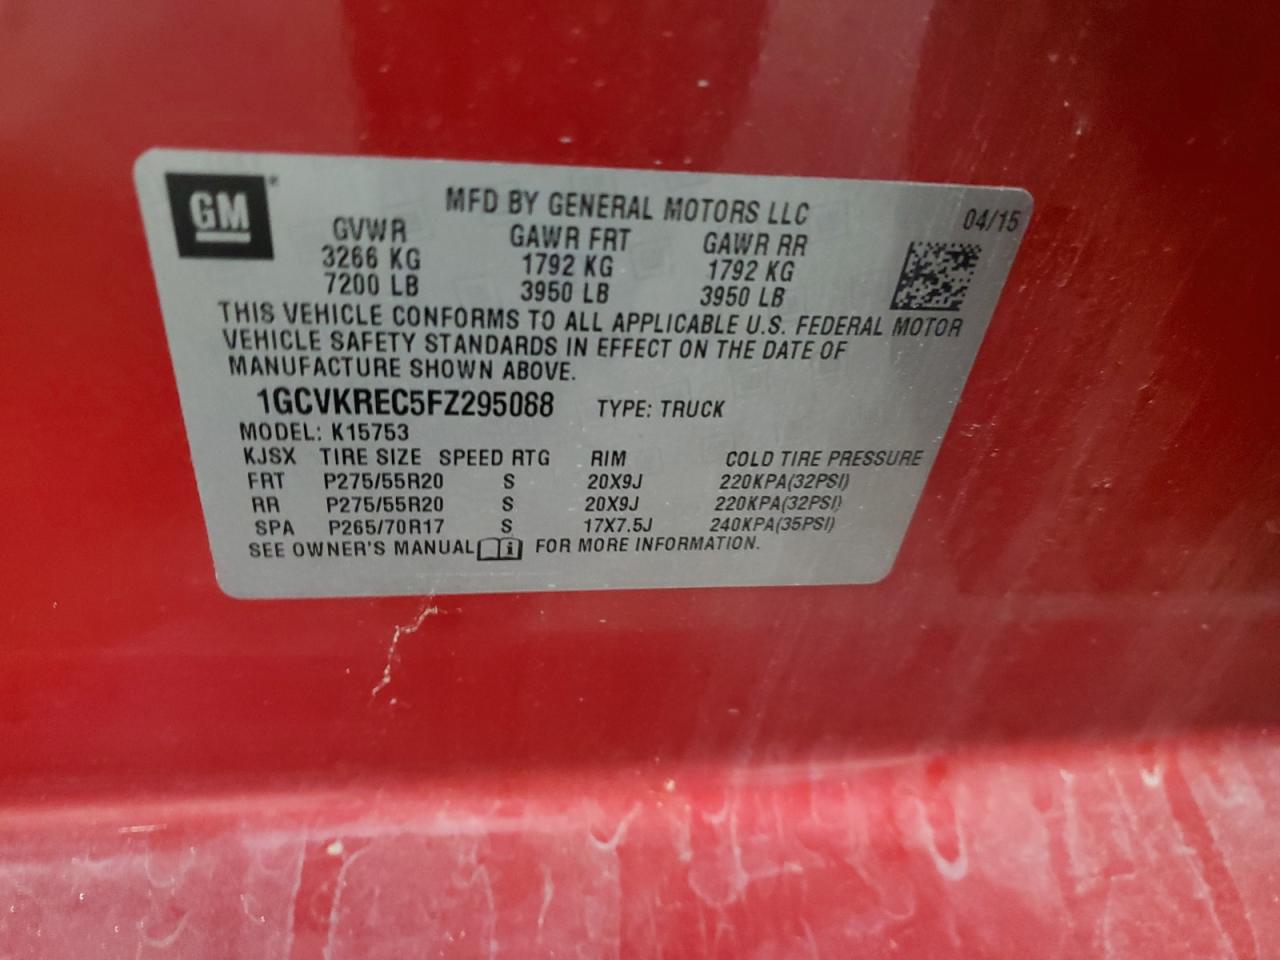 GM
MFD BY GENERAL MOTORS LLC 04/15
GVWR GAWR FRT GAWR RR
3266 KG 1792 KG 1792 KG
7200 LB 3950 LB 3950 LB
THIS VEHICLE CONFORMS TO ALL APPLICABLE U.S. FEDERAL MOTOR
VEHICLE SAFETY STANDARDS IN EFFECT ON THE DATE OF
MANUFACTURE SHOWN ABOVE.
1GCVKREC5FZ295068 TYPE: TRUCK
MODEL: K15753
KJSX TIRE SIZE SPEED RTG RIM COLD TIRE PRESSURE
FRT P275/55R20 S 20X9J 220KPA(32PSI)
RR P275/55R20 S 20X9J 220KPA(32PSI)
SPA P265/70R17 S 17X7.5J 240KPA(35PSI)
SEE OWNER'S MANUAL FOR MORE INFORMATION.